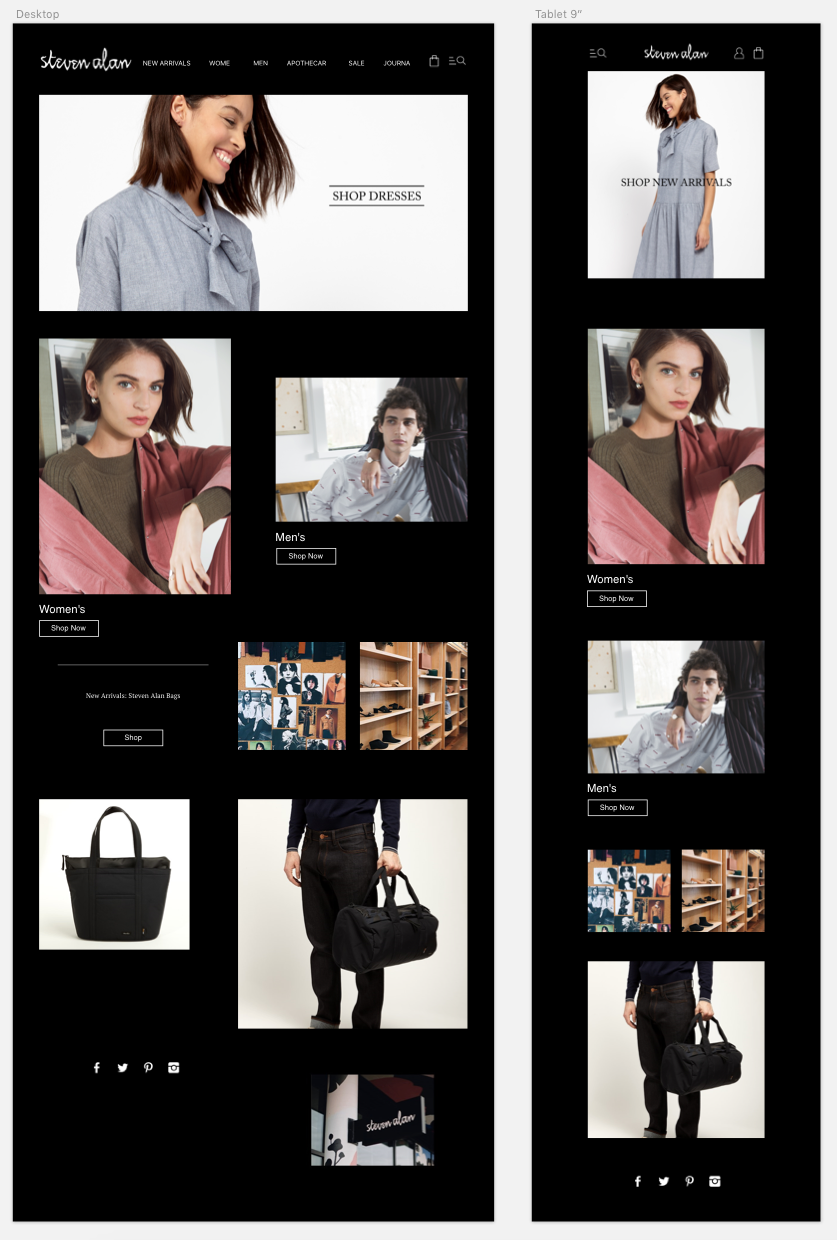 Desktop
steven alan
NEW ARRIVALS WOME MEN APOTHECAR SALE JOURNA
SHOP DRESSES
Men's
Shop Now
Women's
Shop Now
New Arrivals: Steven Alan Bags
Shop
steven alan
Tablet 9"
steven alan
SHOP NEW ARRIVALS
Women's
Shop Now
Men's
Shop Now